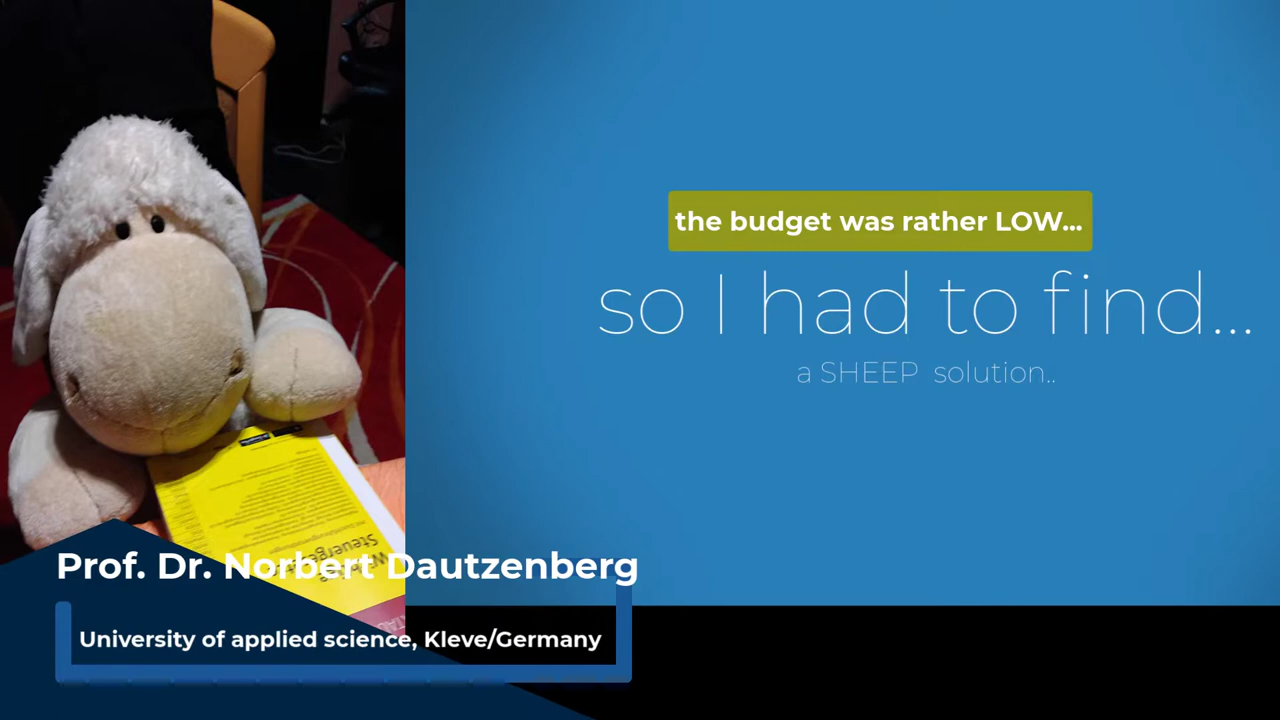 the budget was rather LOW...
so I had to find...
a SHEEP solution..
Prof. Dr. Norbert Dautzenberg
University of applied science, Kleve/Germany